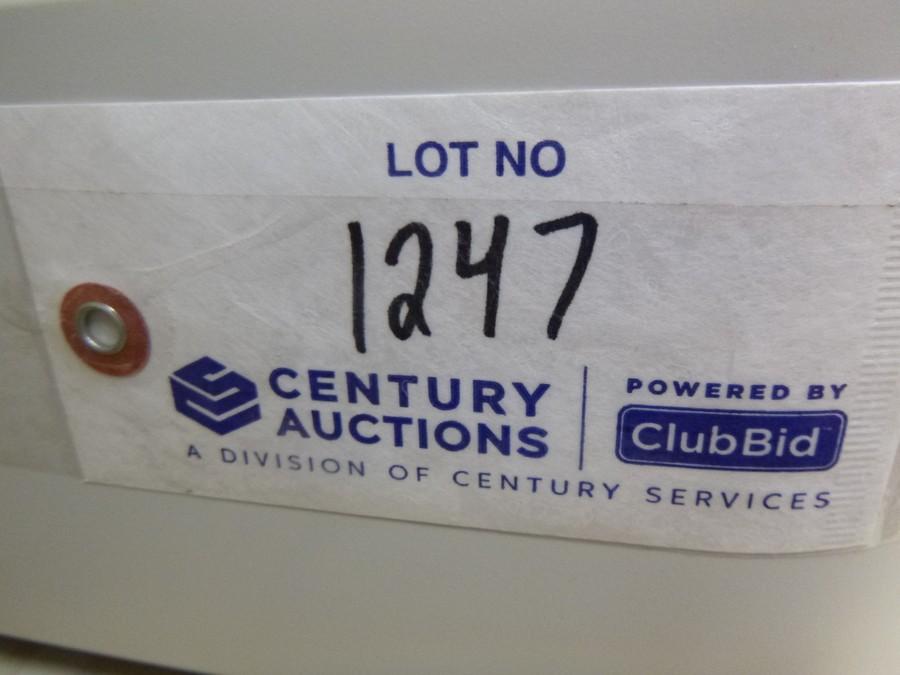 LOT NO
1247
CENTURY
AUCTIONS
A DIVISION OF CENTURY SERVICES
POWERED BY
ClubBid